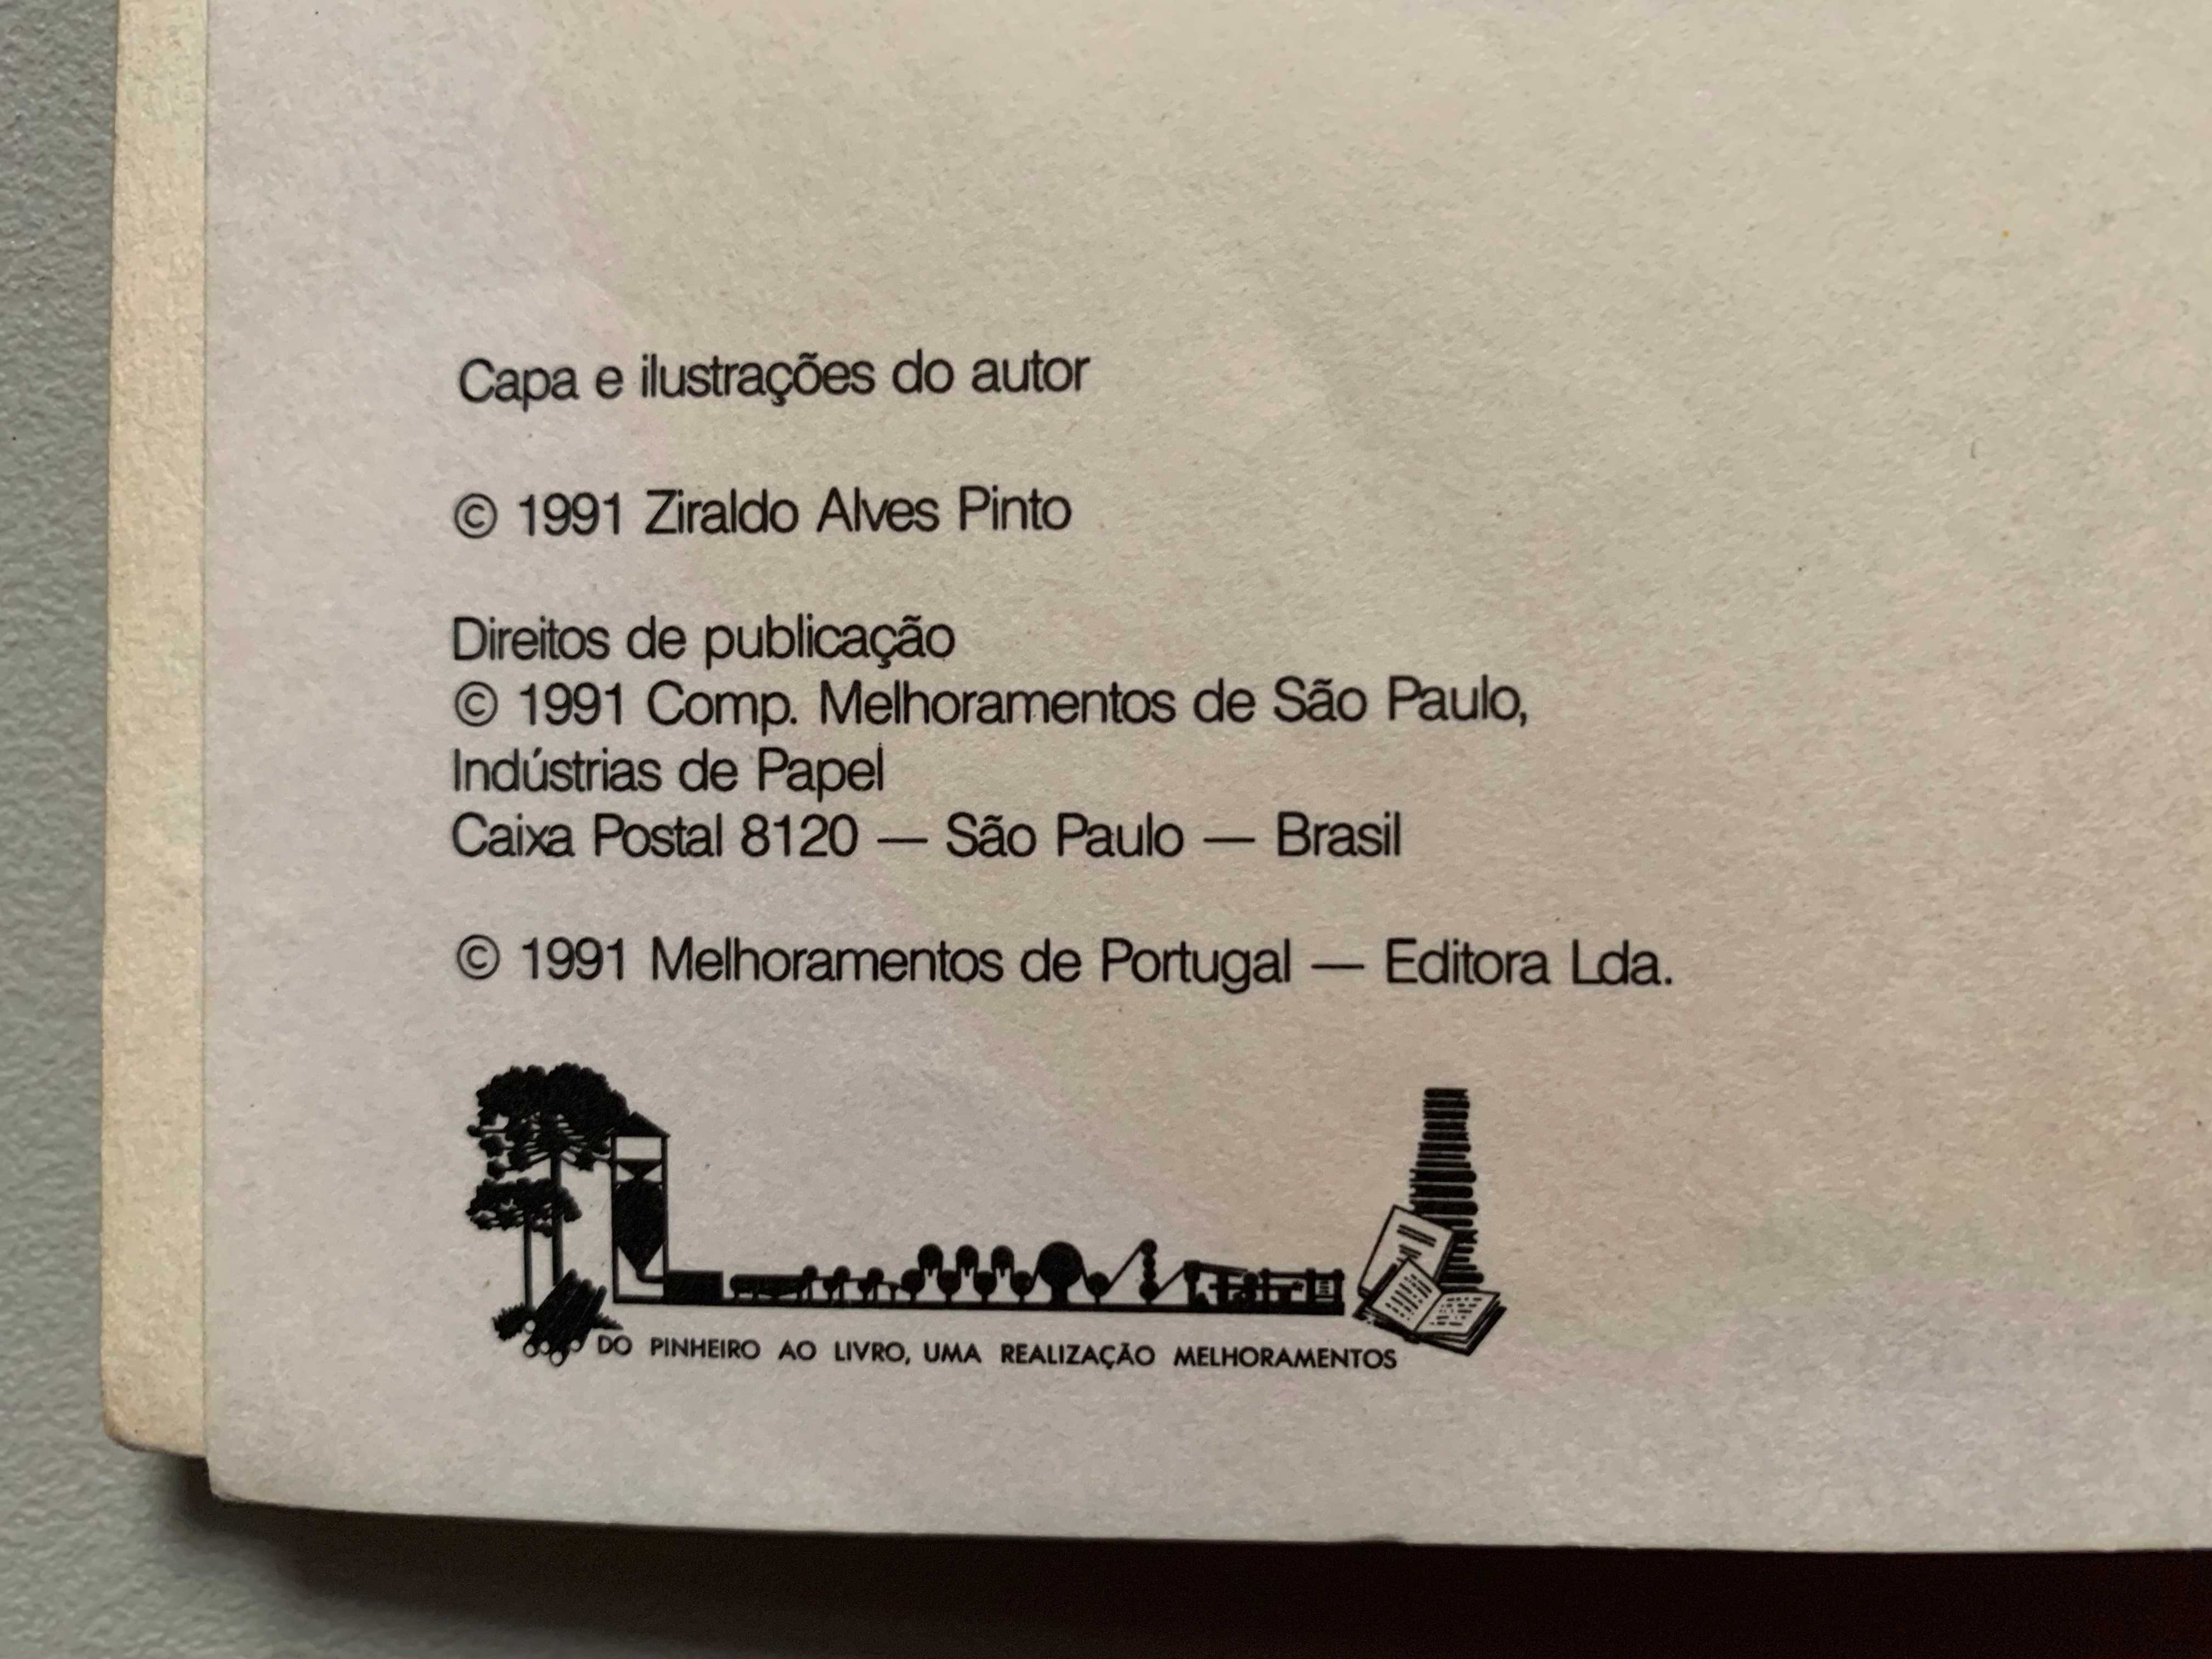 Capa e ilustrações do autor
© 1991 Ziraldo Alves Pinto
Direitos de publicação
© 1991 Comp. Melhoramentos de São Paulo,
Indústrias de Papel
Caixa Postal 8120 — São Paulo — Brasil
© 1991 Melhoramentos de Portugal — Editora Lda.
DO PINHEIRO AO LIVRO, UMA REALIZAÇÃO MELHORAMENTOS